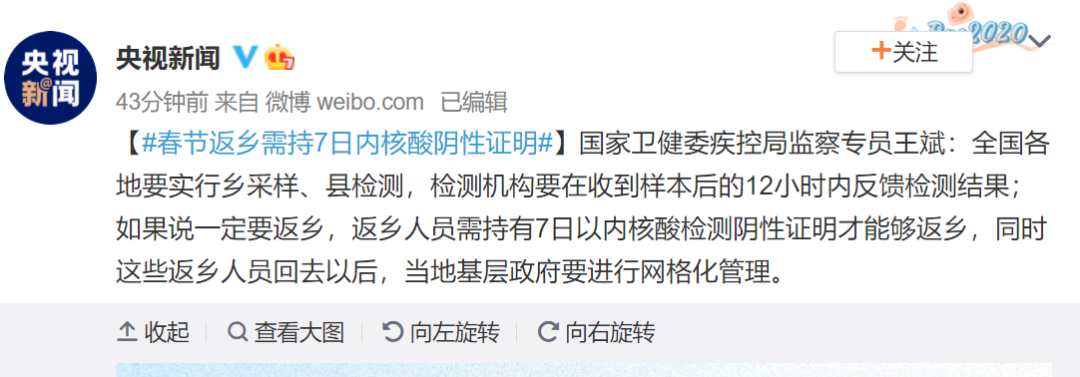 央视新闻
央视
新@闻
2020
+关注
43分钟前 来自 微博 weibo.com 已编辑
【#春节返乡需持7日内核酸阴性证明#】国家卫健委疾控局监察专员王斌：全国各
地要实行乡采样、县检测，检测机构要在收到样本后的12小时内反馈检测结果；
如果说一定要返乡，返乡人员需持有7日以内核酸检测阴性证明才能够返乡，同时
这些返乡人员回去以后，当地基层政府要进行网格化管理。
收起
查看大图
向左旋转
向右旋转